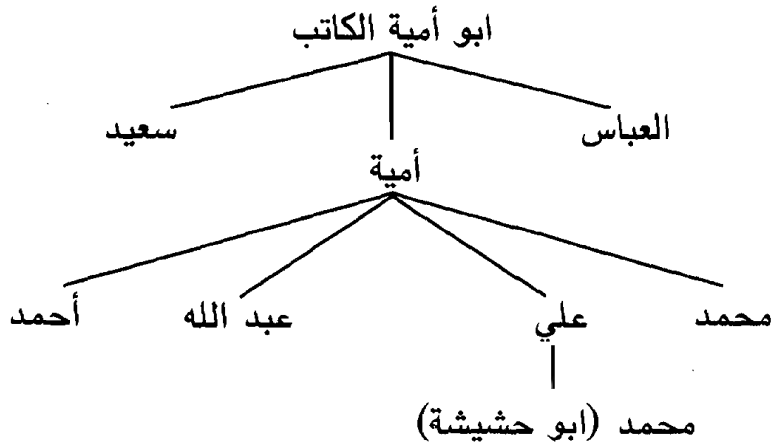 ابو أمية الكاتب
العباس سعيد
أمية
محمد علي عبد الله أحمد
محمد (ابو حشيشة)